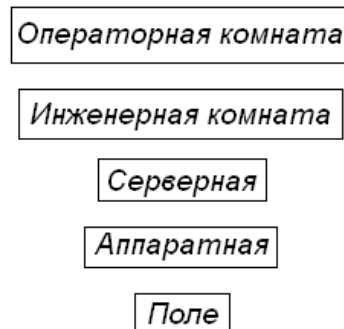 Операторная комната
Инженерная комната
Серверная
Аппаратная
Поле